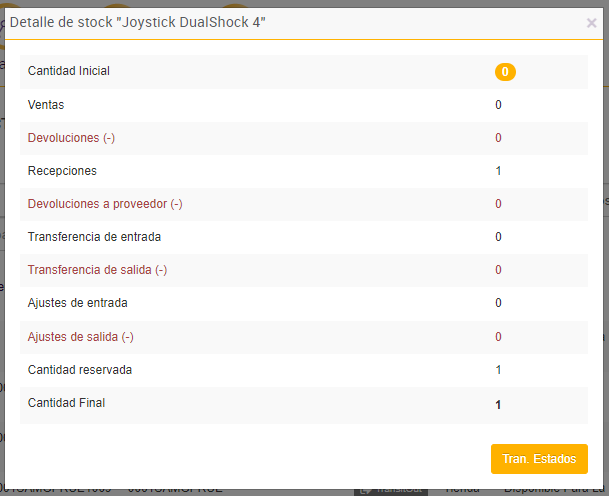 Detalle de stock "Joystick DualShock 4" ×
Cantidad Inicial 0
Ventas 0
Devoluciones (-) 0
Recepciones 1
Devoluciones a proveedor (-) 0
Transferencia de entrada 0
Transferencia de salida (-) 0
Ajustes de entrada 0
Ajustes de salida (-) 0
Cantidad reservada 1
Cantidad Final 1
Tran. Estados